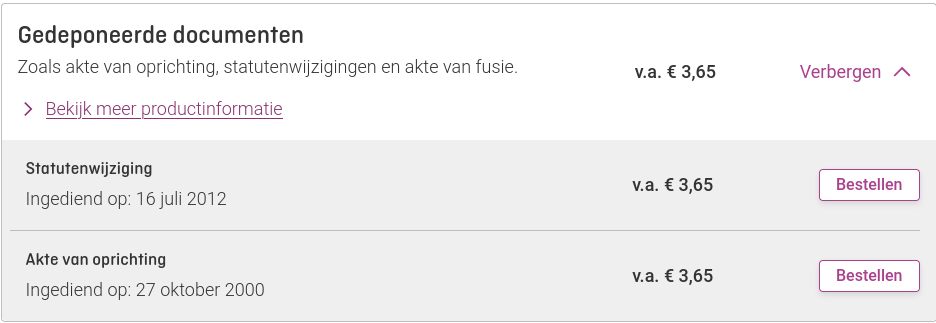 Gedeponeerde documenten
Zoals akte van oprichting, statutenwijzigingen en akte van fusie.
v.a. € 3,65
Verbergen
Bekijk meer productinformatie
Statutenwijziging
Ingediend op: 16 juli 2012
v.a. € 3,65
Bestellen
Akte van oprichting
Ingediend op: 27 oktober 2000
v.a. € 3,65
Bestellen